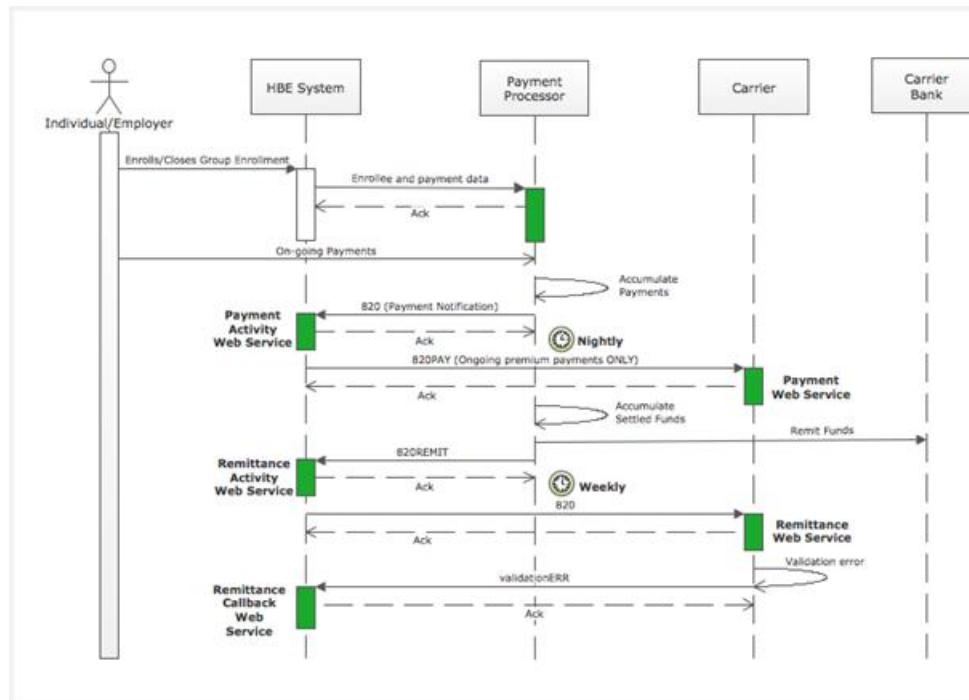 HBE System
Payment
Processor
Carrier
Carrier
Bank
Individual/Employer
Enrolls/Closes Group Enrollment
Enrollee and payment data
Ack
On-going Payments
Accumulate
Payments
820 (Payment Notification)
Payment
Activity
Web Service
Ack
Nightly
820PAY (Ongoing premium payments ONLY)
Ack
Payment
Web Service
Accumulate
Settled Funds
Remit Funds
820REMIT
Remittance
Activity
Web Service
Ack
Weekly
820
Remittance
Web Service
Ack
Validation error
validationERR
Remittance
Callback
Web
Service
Ack